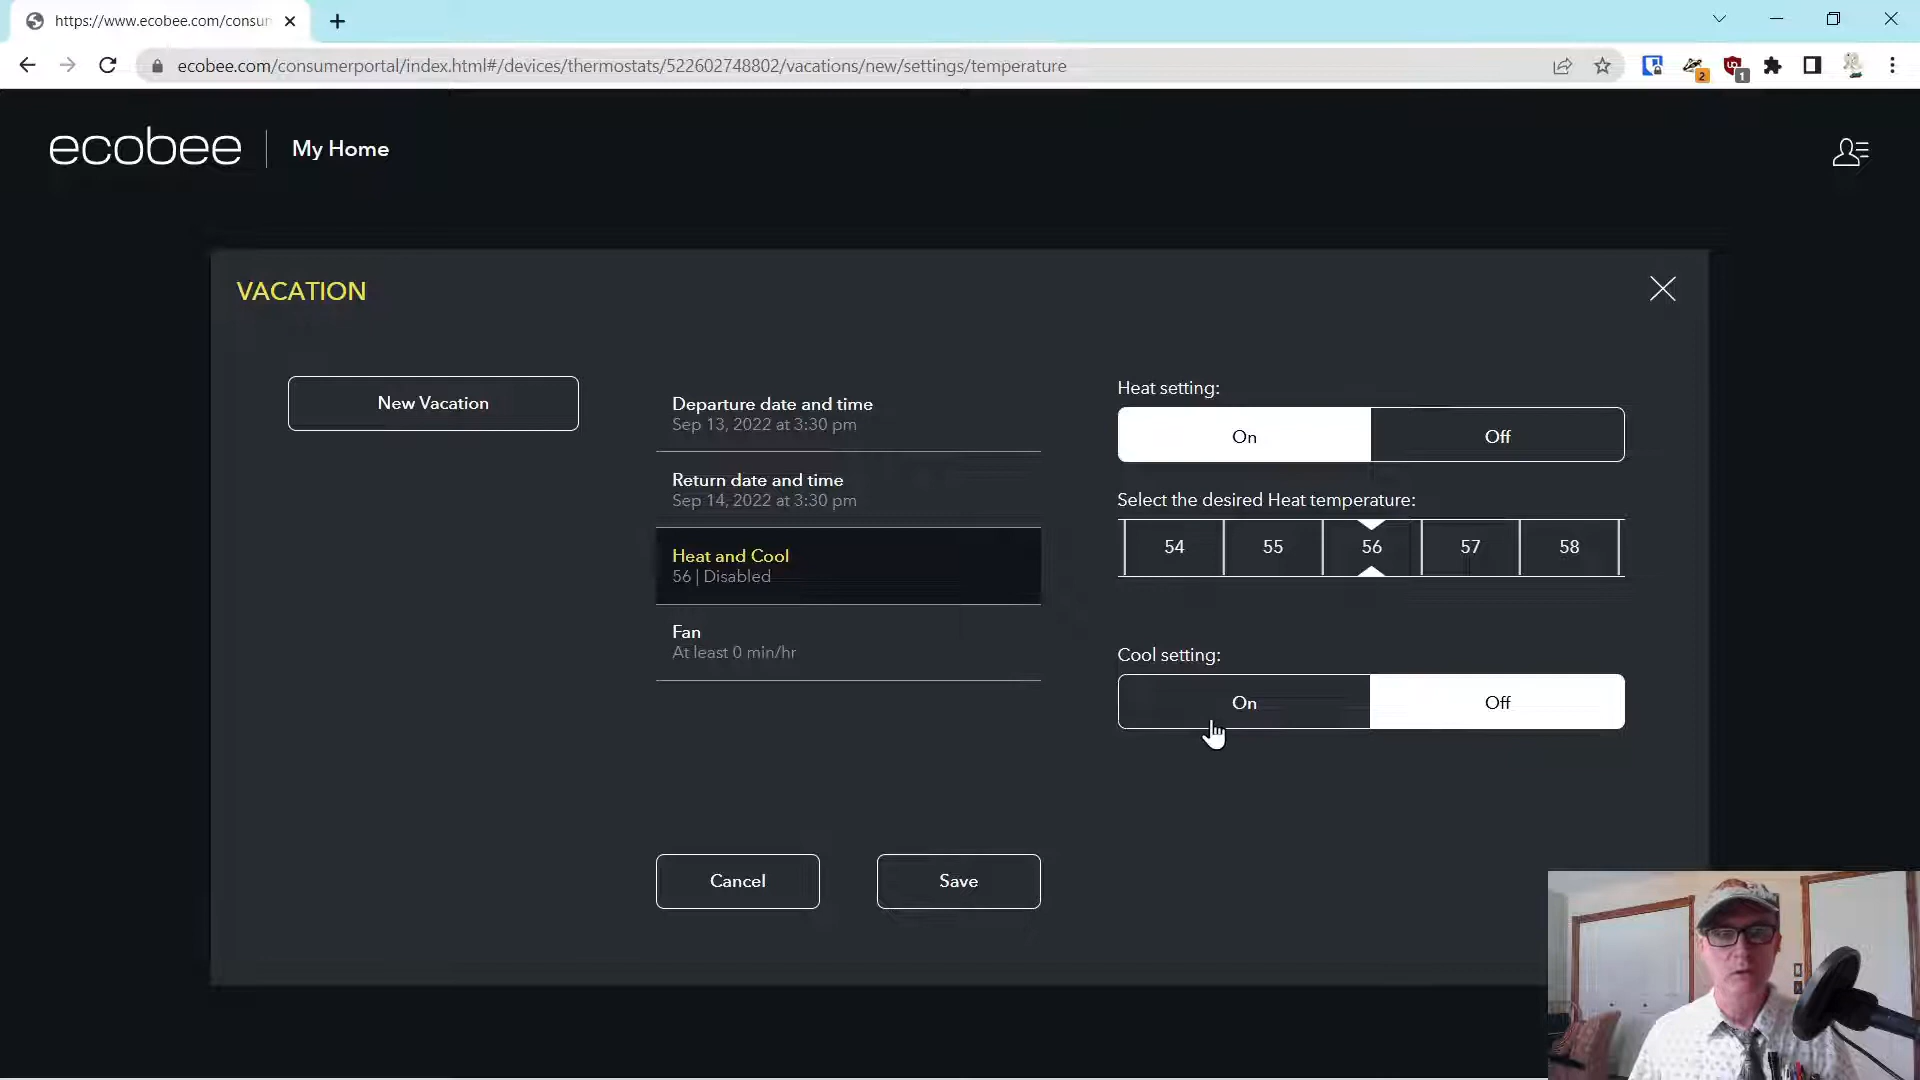 https://www.ecobee.com/consur
ecobee.com/consumerportal/index.html#/devices/thermostats/522602748802/vacations/new/settings/temperature
2
1
ecobee
My Home
VACATION
New Vacation
Departure date and time
Sep 13, 2022 at 3:30 pm
Return date and time
Sep 14, 2022 at 3:30 pm
Heat and Cool
56 | Disabled
Fan
At least 0 min/hr
Cancel
Save
Heat setting:
On
Off
Select the desired Heat temperature:
54
55
56
57
58
Cool setting:
On
Off